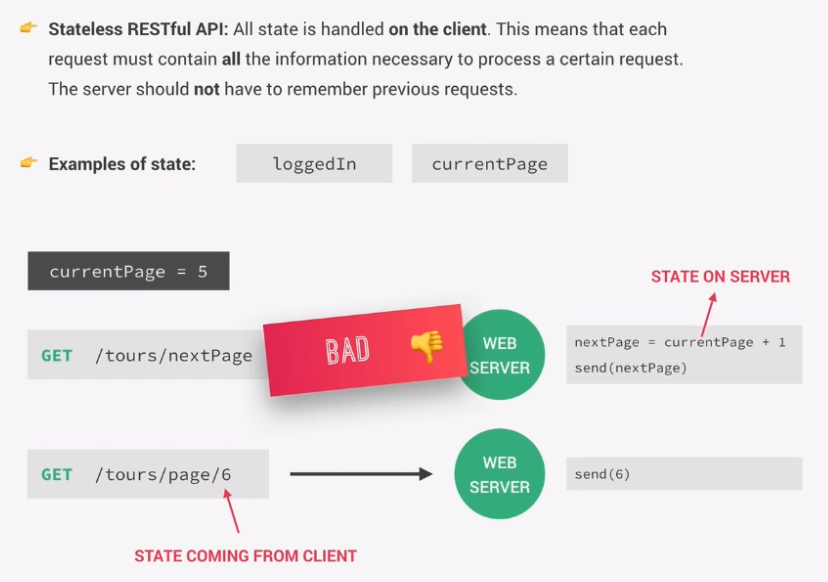 👉 Stateless RESTful API: All state is handled on the client. This means that each
request must contain all the information necessary to process a certain request.
The server should not have to remember previous requests.
👉 Examples of state:
loggedIn
currentPage
currentPage = 5
STATE ON SERVER
GET /tours/nextPage
BAD 👎
WEB
SERVER
nextPage = currentPage + 1
send(nextPage)
GET /tours/page/6
WEB
SERVER
send(6)
STATE COMING FROM CLIENT